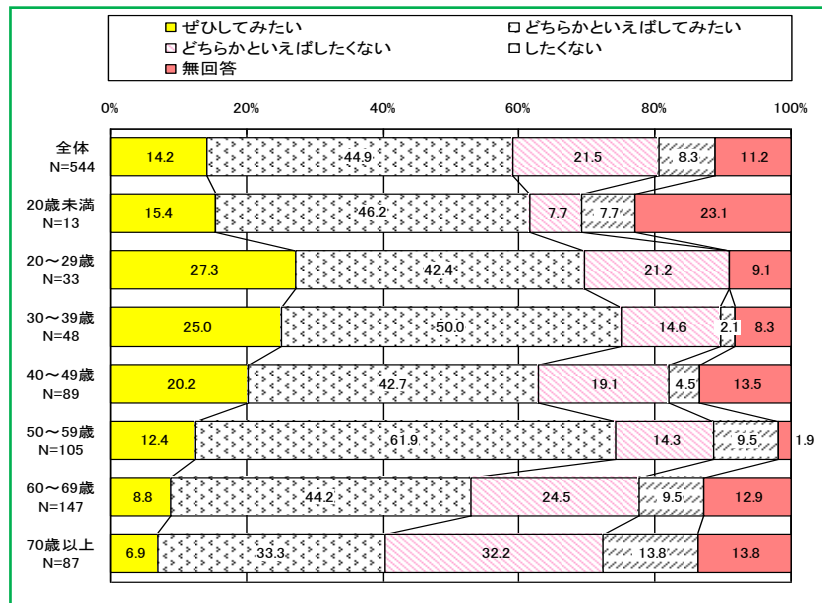 ぜひしてみたい どちらかといえばしてみたい
どちらかといえばしたくない したくない
無回答
0% 20% 40% 60% 80% 100%
全体
N=544
14.2 44.9 21.5 8.3 11.2
20歳未満
N=13
15.4 46.2 7.7 7.7 23.1
20～29歳
N=33
27.3 42.4 21.2 9.1
30～39歳
N=48
25.0 50.0 14.6 2.1 8.3
40～49歳
N=89
20.2 42.7 19.1 4.5 13.5
50～59歳
N=105
12.4 61.9 14.3 9.5 1.9
60～69歳
N=147
8.8 44.2 24.5 9.5 12.9
70歳以上
N=87
6.9 33.3 32.2 13.8 13.8